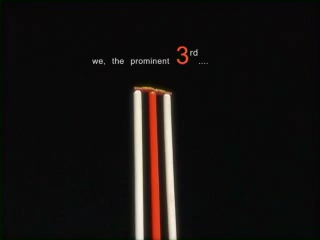 we, the prominent 3rd ....